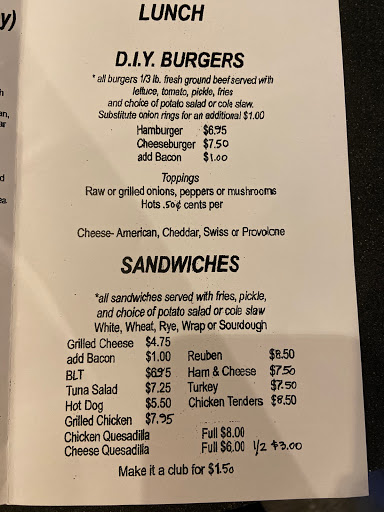 y)
LUNCH
D.I.Y. BURGERS
* all burgers 1/3 lb. fresh ground beef served with
lettuce, tomato, pickle, fries
and choice of potato salad or cole slaw.
Substitute onion rings for an additional $1.00
Hamburger $6.95
Cheeseburger $7.50
add Bacon $1.00
Toppings
Raw or grilled onions, peppers or mushrooms
Hots .50¢ cents per
Cheese- American, Cheddar, Swiss or Provolone
SANDWICHES
*all sandwiches served with fries, pickle,
and choice of potato salad or cole slaw
White, Wheat, Rye, Wrap or Sourdough
Grilled Cheese $4.75
add Bacon $1.00 Reuben $8.50
BLT $6.95 Ham & Cheese $7.50
Tuna Salad $7.25 Turkey $7.50
Hot Dog $5.50 Chicken Tenders $8.50
Grilled Chicken $7.95
Chicken Quesadilla Full $8.00
Cheese Quesadilla Full $6.00 1/2 $3.00
Make it a club for $1.50